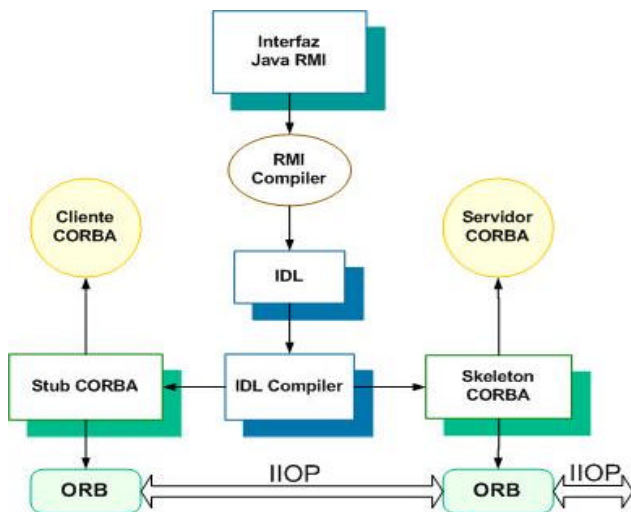 Interfaz
Java RMI
RMI
Compiler
Cliente
CORBA
Servidor
CORBA
IDL
Stub CORBA
IDL Compiler
Skeleton
CORBA
IIOP
IIOP
ORB
ORB